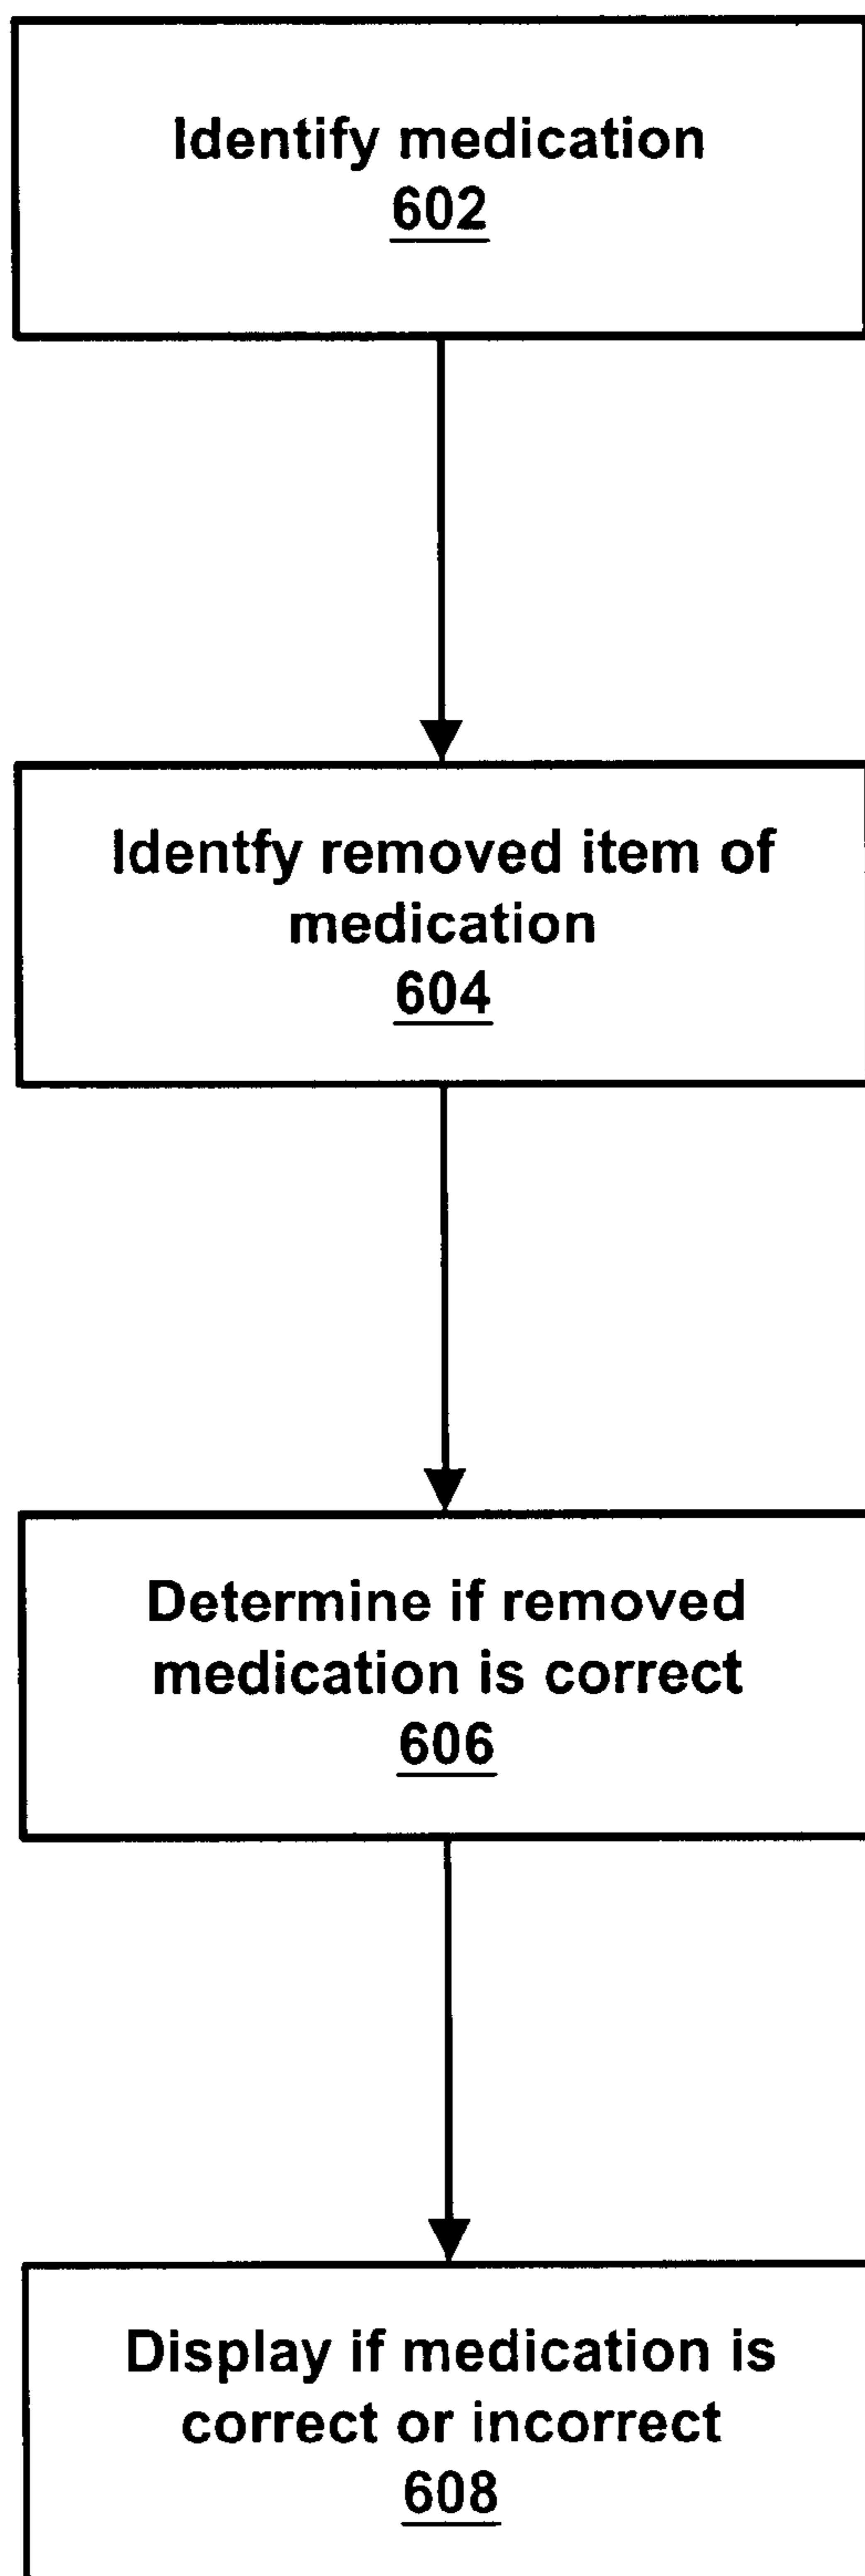 Identify medication
602
Identfy removed item of
medication
604
Determine if removed
medication is correct
606
Display if medication is
correct or incorrect
608